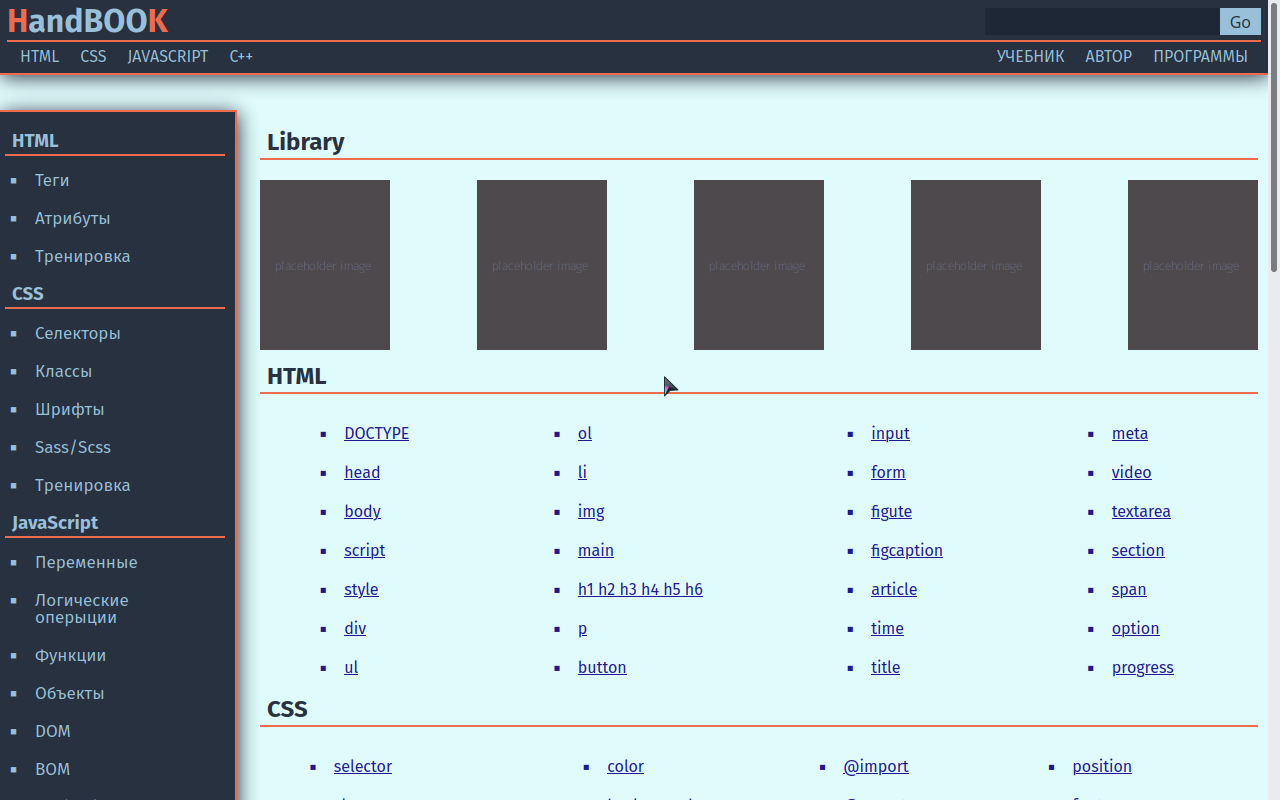 HandBOOK
Go
HTML CSS JAVASCRIPT C++
УЧЕБНИК АВТОР ПРОГРАММЫ
HTML
Теги
Атрибуты
Тренировка
CSS
Селекторы
Классы
Шрифты
Sass/Scss
Тренировка
JavaScript
Переменные
Логические
оперыции
Функции
Объекты
DOM
BOM
Library
placeholder image
placeholder image
placeholder image
placeholder image
placeholder image
HTML
DOCTYPE
head
body
script
style
div
ul
ol
li
img
main
h1 h2 h3 h4 h5 h6
p
button
input
form
figute
figcaption
article
time
title
meta
video
textarea
section
span
option
progress
CSS
selector
color
@import
position